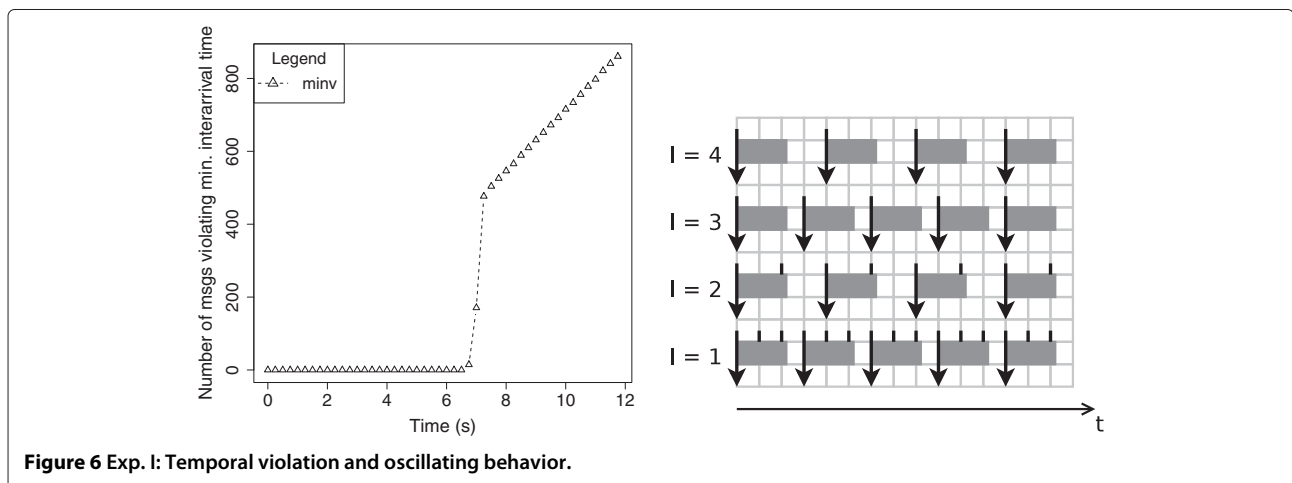 Number of msgs violating min. interarrival time
Legend
minv
800
600
400
200
0
0 2 4 6 8 10 12
Time (s)
I = 4
I = 3
I = 2
I = 1
t
Figure 6 Exp. I: Temporal violation and oscillating behavior.